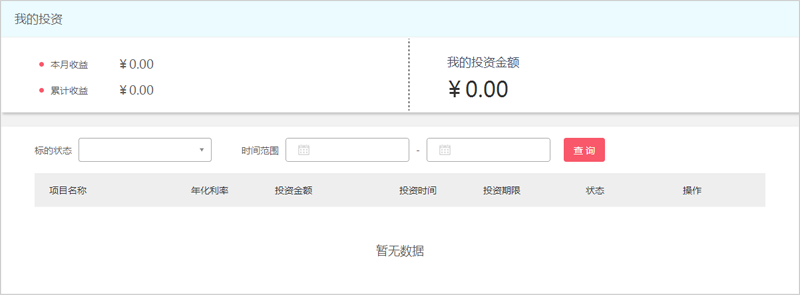 我的投资
本月收益 ¥0.00
累计收益 ¥0.00
我的投资金额
¥0.00
标的状态 时间范围 - 查询
项目名称 年化利率 投资金额 投资时间 投资期限 状态 操作
暂无数据